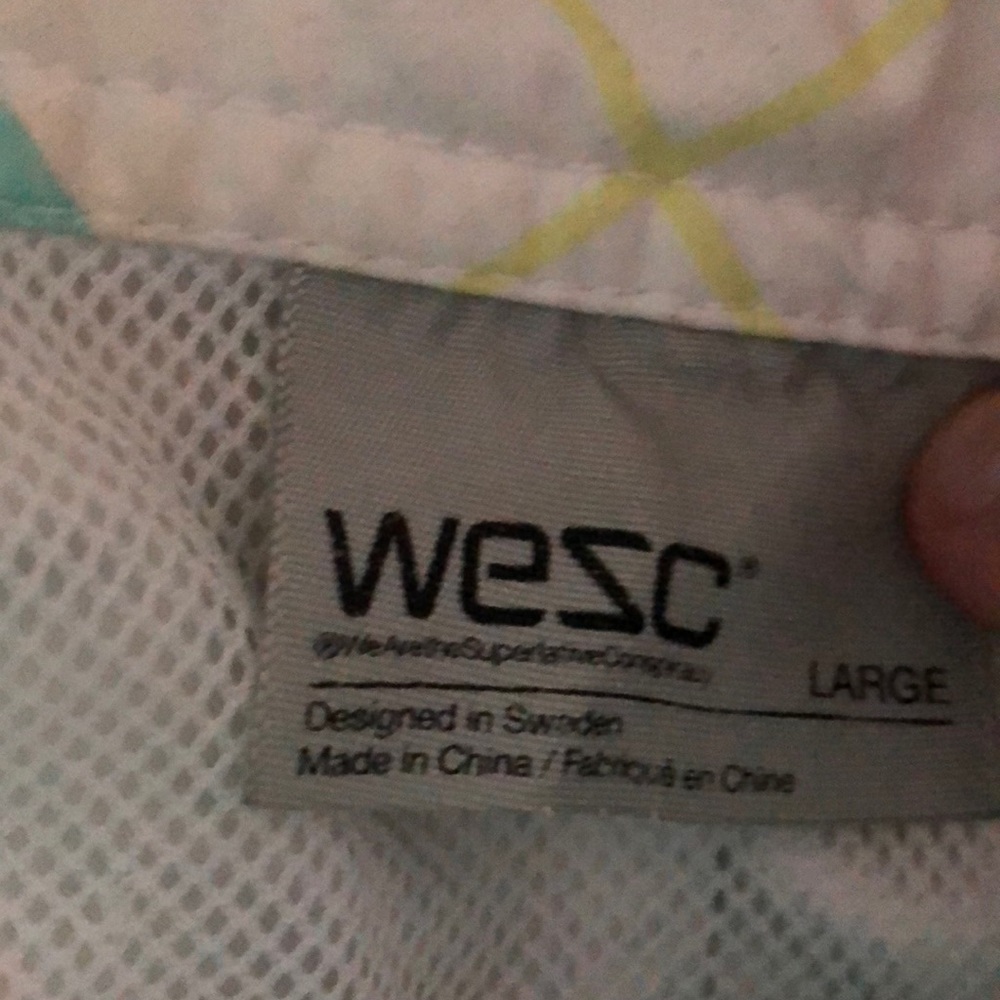 wesc®
@WeAretheSuperlativeConspiracy
LARGE
Designed in Sweden
Made in China / Fabriqué en Chine